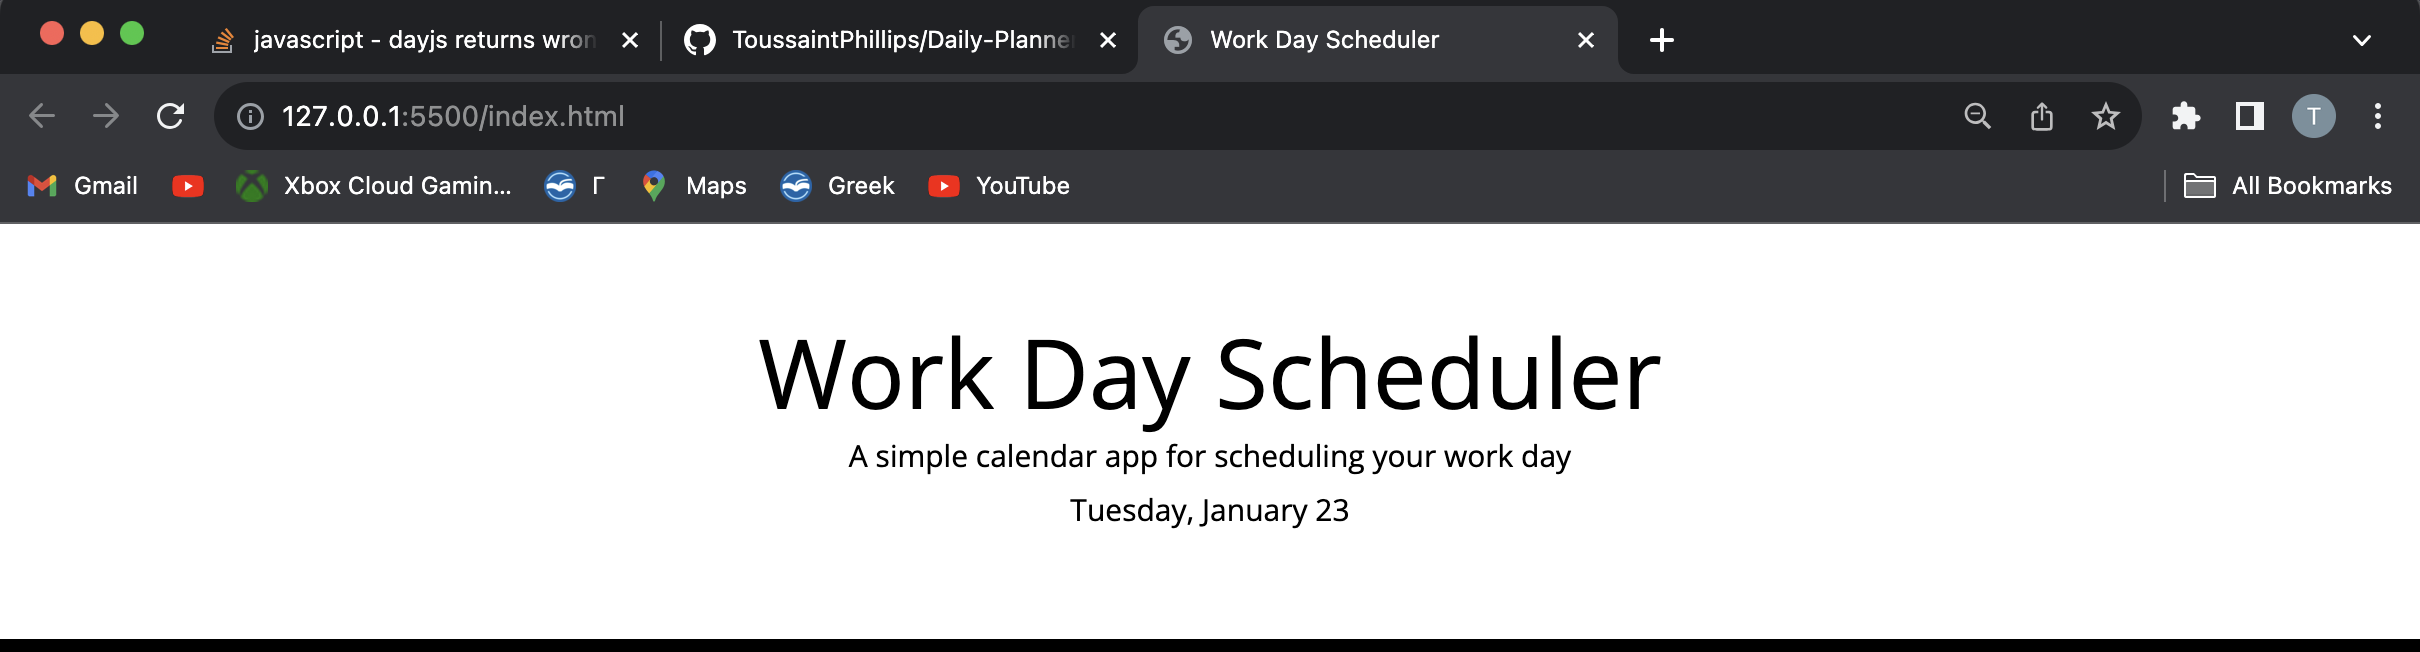 javascript - dayjs returns wron
ToussaintPhillips/Daily-Planne
Work Day Scheduler
127.0.0.1:5500/index.html
T
Gmail
Xbox Cloud Gamin...
Γ
Maps
Greek
YouTube
All Bookmarks
Work Day Scheduler
A simple calendar app for scheduling your work day
Tuesday, January 23